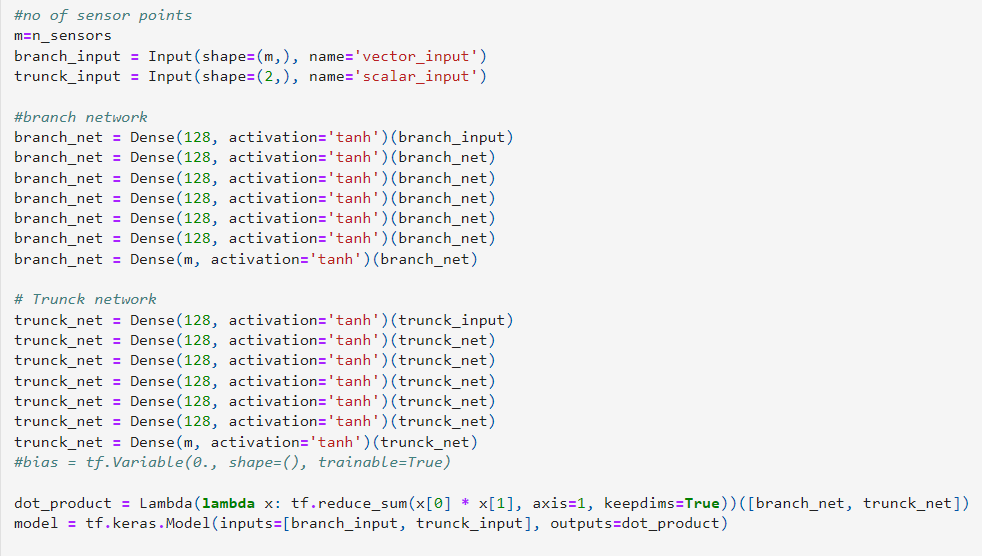 #no of sensor points
m=n_sensors
branch_input = Input(shape=(m,), name='vector_input')
trunck_input = Input(shape=(2,), name='scalar_input')
#branch network
branch_net = Dense(128, activation='tanh')(branch_input)
branch_net = Dense(128, activation='tanh')(branch_net)
branch_net = Dense(128, activation='tanh')(branch_net)
branch_net = Dense(128, activation='tanh')(branch_net)
branch_net = Dense(128, activation='tanh')(branch_net)
branch_net = Dense(128, activation='tanh')(branch_net)
branch_net = Dense(m, activation='tanh')(branch_net)
# Trunck network
trunck_net = Dense(128, activation='tanh')(trunck_input)
trunck_net = Dense(128, activation='tanh')(trunck_net)
trunck_net = Dense(128, activation='tanh')(trunck_net)
trunck_net = Dense(128, activation='tanh')(trunck_net)
trunck_net = Dense(128, activation='tanh')(trunck_net)
trunck_net = Dense(128, activation='tanh')(trunck_net)
trunck_net = Dense(m, activation='tanh')(trunck_net)
#bias = tf.Variable(0., shape=(), trainable=True)
dot_product = Lambda(lambda x: tf.reduce_sum(x[0] * x[1], axis=1, keepdims=True))([branch_net, trunck_net])
model = tf.keras.Model(inputs=[branch_input, trunck_input], outputs=dot_product)